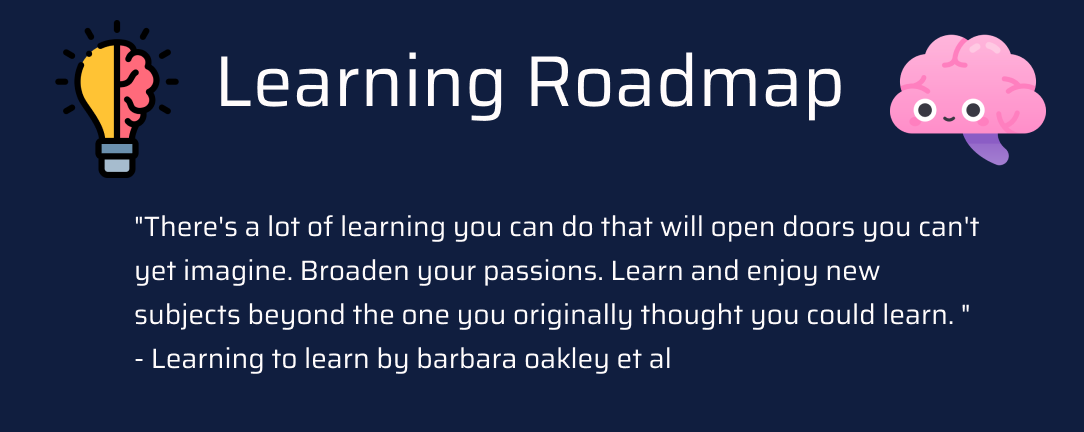 Learning Roadmap
"There's a lot of learning you can do that will open doors you can't
yet imagine. Broaden your passions. Learn and enjoy new
subjects beyond the one you originally thought you could learn. "
- Learning to learn by barbara oakley et al